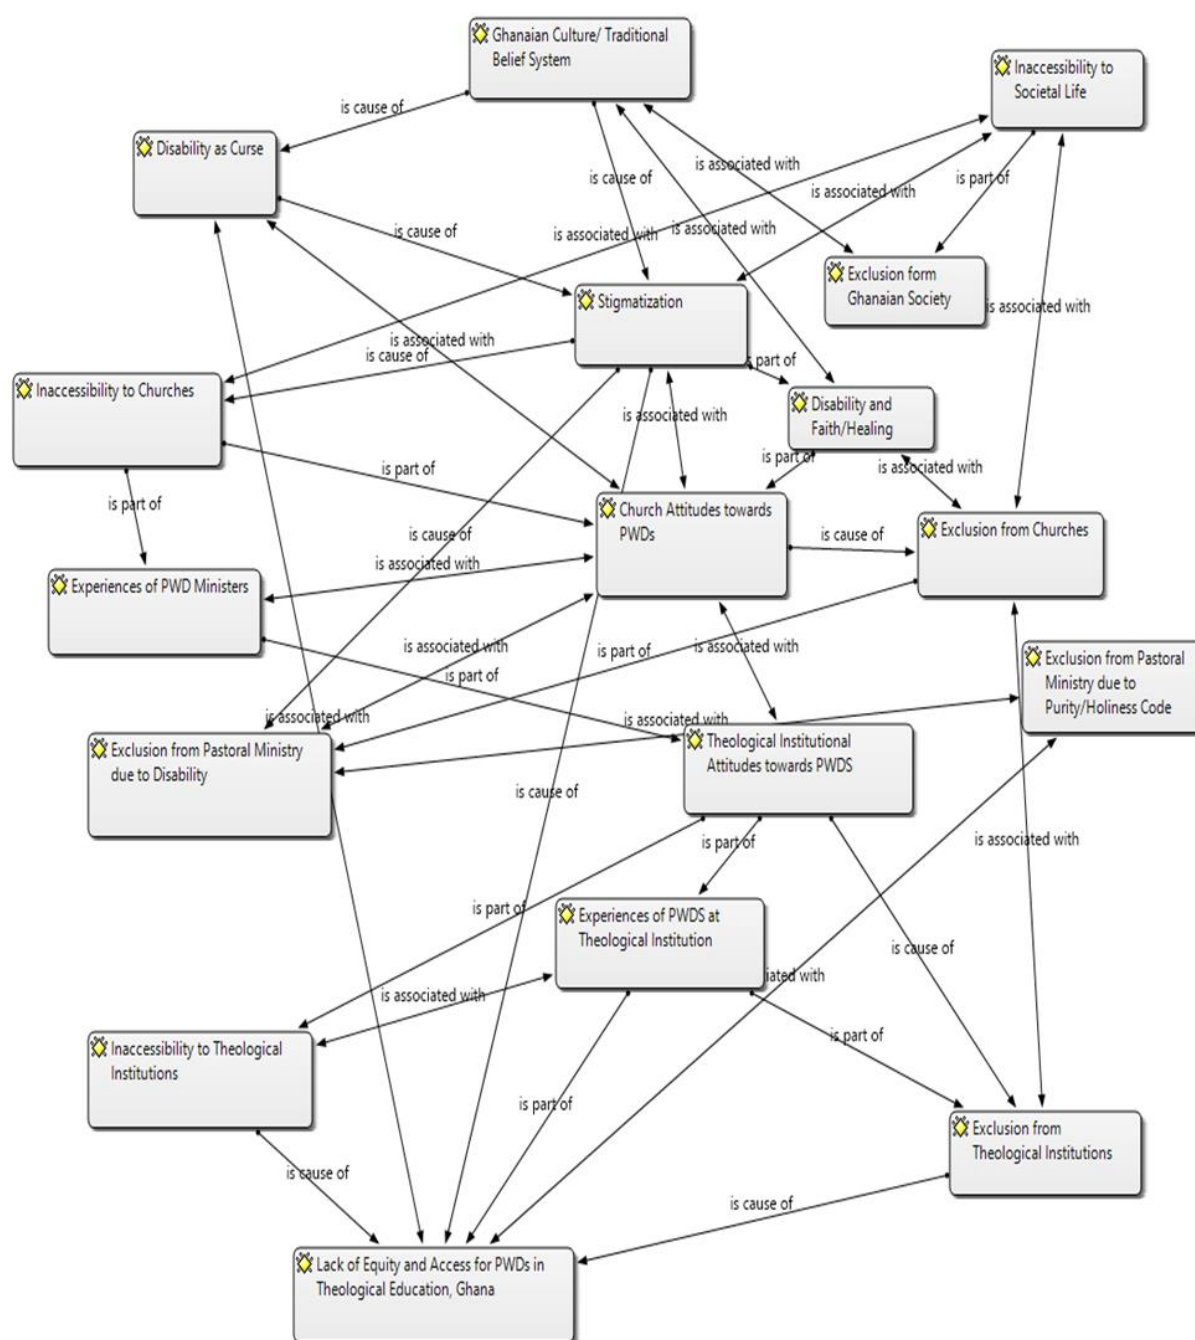 Ghanaian Culture/ Traditional
Belief System
Inaccessibility to
Societal Life
is cause of
Disability as Curse
is associated with
is cause of
is part of
is associated with
is associated with
is cause of
is associated with
Exclusion form
Ghanaian Society
Stigmatization
is associated with
is associated with
is cause of
is part of
Inaccessibility to Churches
Disability and
Faith/Healing
is associated with
is part of
is part of
is associated with
is part of
Church Attitudes towards
PWDs
Exclusion from Churches
is cause of
is cause of
is associated with
Experiences of PWD Ministers
is associated with
is part of
is associated with
is part of
Exclusion from Pastoral
Ministry due to
Purity/Holiness Code
is associated with
is associated with
Exclusion from Pastoral Ministry
due to Disability
Theological Institutional
Attitudes towards PWDS
is cause of
is part of
is associated with
is part of
Experiences of PWDS at
Theological Institution
is cause of
iated with
is associated with
is part of
Inaccessibility to Theological
Institutions
is part of
Exclusion from
Theological Institutions
is cause of
is cause of
Lack of Equity and Access for PWDs in
Theological Education, Ghana